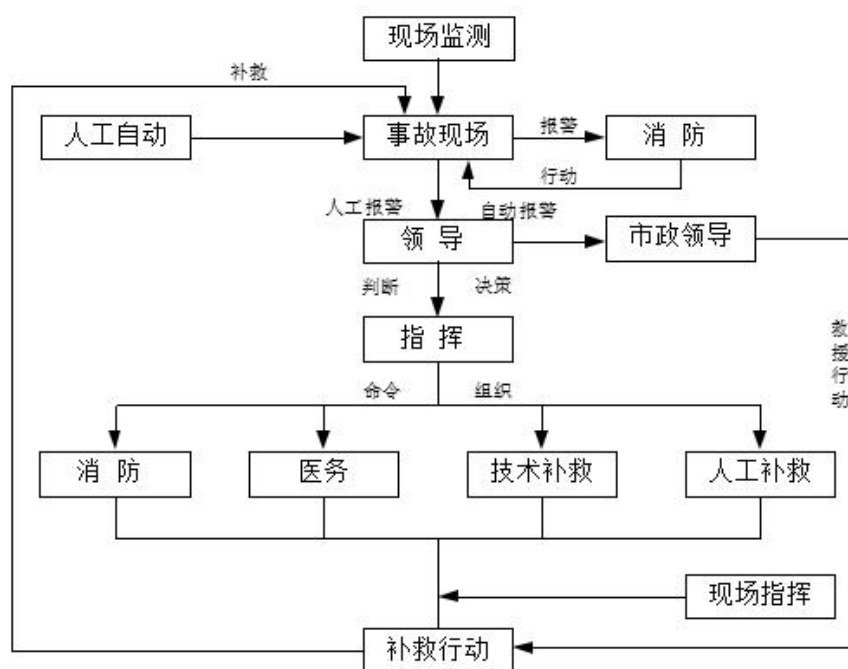 现场监测
补救
人工自动
事故现场
报警
消 防
行动
人工报警
自动报警
领 导
市政领导
判断
决策
指 挥
救援行动
命令
组织
消 防
医务
技术补救
人工补救
现场指挥
补救行动